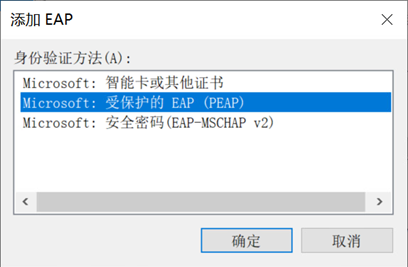 添加 EAP
身份验证方法(A):
Microsoft: 智能卡或其他证书
Microsoft: 受保护的 EAP (PEAP)
Microsoft: 安全密码(EAP-MSCHAP v2)
确定
取消